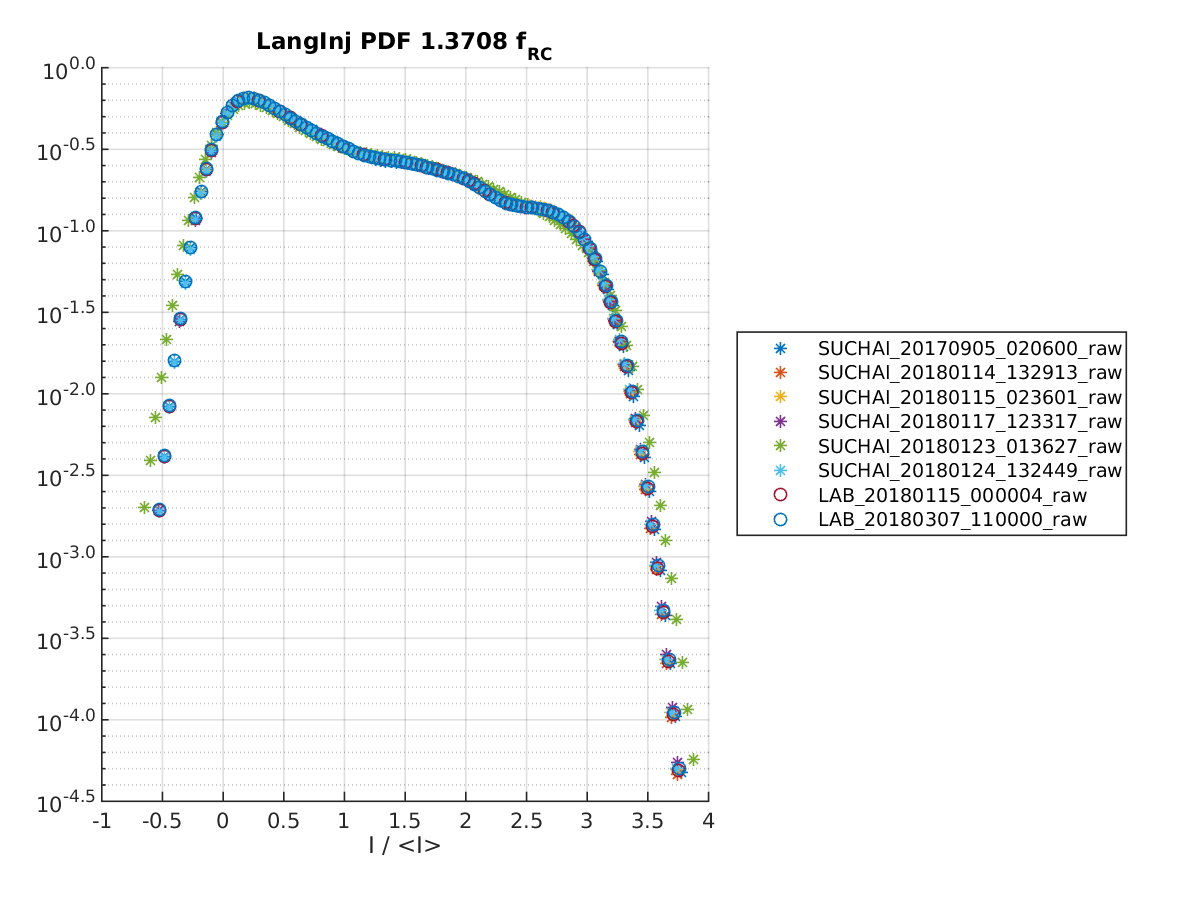 LangInj PDF 1.3708 f_RC
10^0.0
10^-0.5
10^-1.0
10^-1.5
10^-2.0
10^-2.5
10^-3.0
10^-3.5
10^-4.0
10^-4.5
-1 -0.5 0 0.5 1 1.5 2 2.5 3 3.5 4
I / <I>
SUCHAI_20170905_020600_raw
SUCHAI_20180114_132913_raw
SUCHAI_20180115_023601_raw
SUCHAI_20180117_123317_raw
SUCHAI_20180123_013627_raw
SUCHAI_20180124_132449_raw
LAB_20180115_000004_raw
LAB_20180307_110000_raw